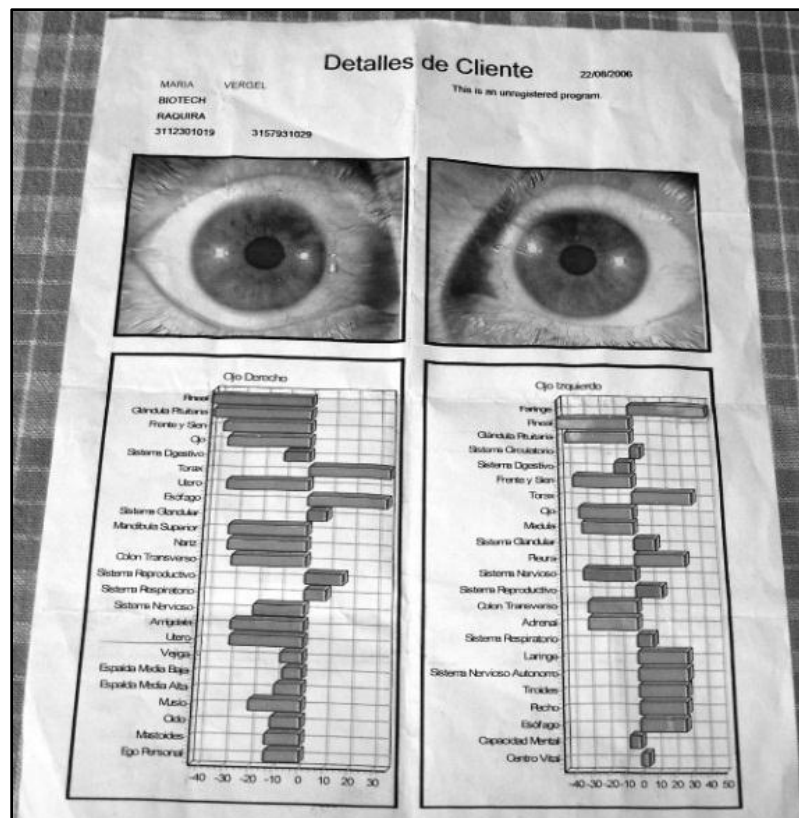 Detalles de Cliente
22/08/2006
MARIA VERGEL
This is an unregistered program.
BIOTECH
RAQUIRA
3112301019 3157931029
Ojo Derecho
Pineal
Glándula Pituitaria
Frente y Sien
Ojo
Sistema Digestivo
Torax
Utero
Esófago
Sistema Glandular
Mandibula Superior
Nariz
Colon Transverso
Sistema Reproductivo
Sistema Respiratorio
Sistema Nervioso
Amigdala
Utero
Vejiga
Espalda Media Baja
Espalda Media Alta
Muslo
Oido
Mastoides
Ego Personal
-40 -30 -20 -10 0 10 20 30
Ojo Izquierdo
Faringe
Pineal
Glándula Pituitaria
Sistema Circulatorio
Sistema Digestivo
Frente y Sien
Torax
Ojo
Medula
Sistema Glandular
Pleura
Sistema Nervioso
Sistema Reproductivo
Colon Transverso
Adrenal
Sistema Respiratorio
Laringe
Sistema Nervioso Autonomo
Tiroides
Pecho
Esófago
Capacidad Mental
Centro Vital
-40 -30 -20 -10 0 10 20 30 40 50